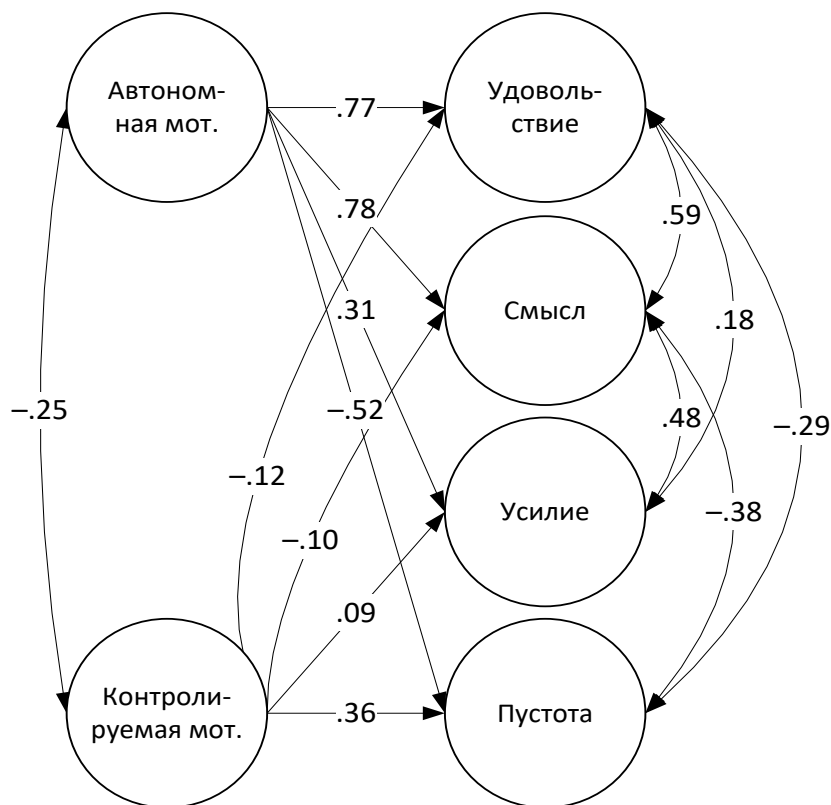 Автоном-
ная мот.
Удоволь-
ствие
.77
.78
.59
.31
Смысл
.18
–.25
–.52
.48
–.29
–.12
–.10
Усилие
–.38
.09
Контроли-
руемая мот.
.36
Пустота